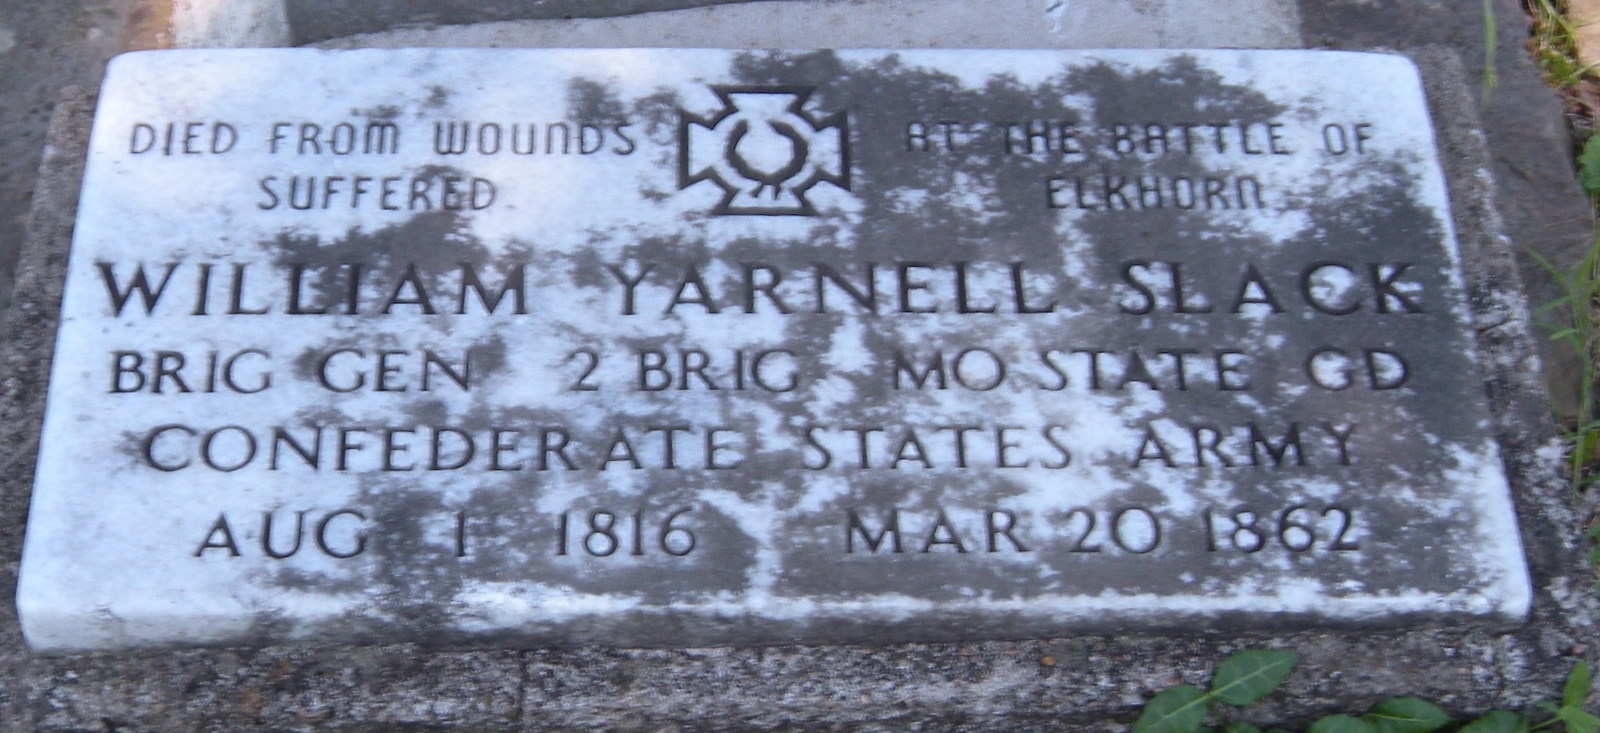 DIED FROM WOUNDS
SUFFERED
AT THE BATTLE OF
ELKHORN
WILLIAM YARNELL SLACK
BRIG GEN 2 BRIG MO STATE GD
CONFEDERATE STATES ARMY
AUG 1 1816 MAR 20 1862